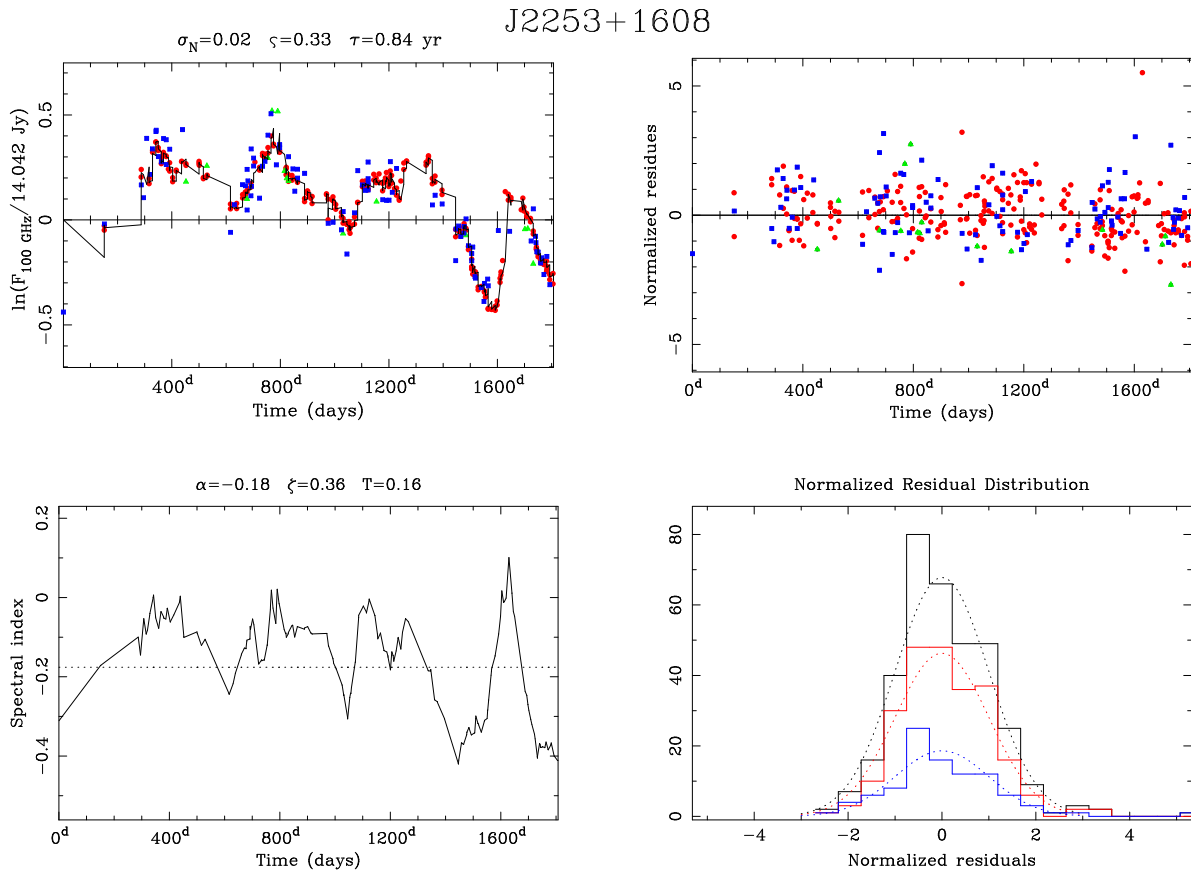 J2253+1608
σN=0.02 ς=0.33 τ=0.84 yr
ln(F100 GHz/14.042 Jy)
0.5
0
−0.5
400d 800d 1200d 1600d
Time (days)
Normalized residues
5
0
−5
0d 400d 800d 1200d 1600d
Time (days)
α=−0.18 ζ=0.36 T=0.16
Spectral index
0.2
0
−0.2
−0.4
0d 400d 800d 1200d 1600d
Time (days)
Normalized Residual Distribution
80
60
40
20
0
−4 −2 0 2 4
Normalized residuals